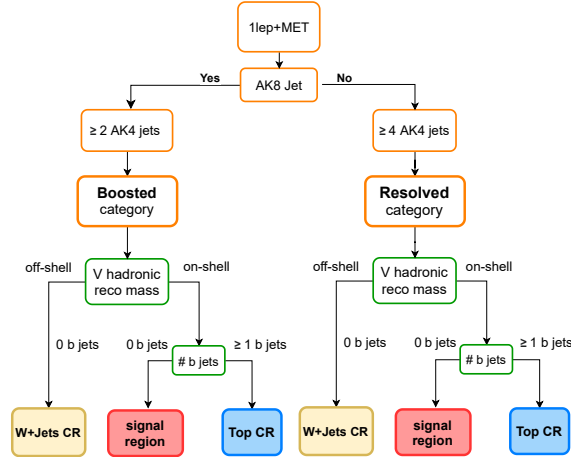 1lep+MET
Yes
No
AK8 Jet
≥ 2 AK4 jets
≥ 4 AK4 jets
Boosted
category
Resolved
category
off-shell
V hadronic
reco mass
on-shell
off-shell
V hadronic
reco mass
on-shell
0 b jets
0 b jets
# b jets
≥ 1 b jets
0 b jets
0 b jets
# b jets
≥ 1 b jets
W+Jets CR
signal
region
Top CR
W+Jets CR
signal
region
Top CR